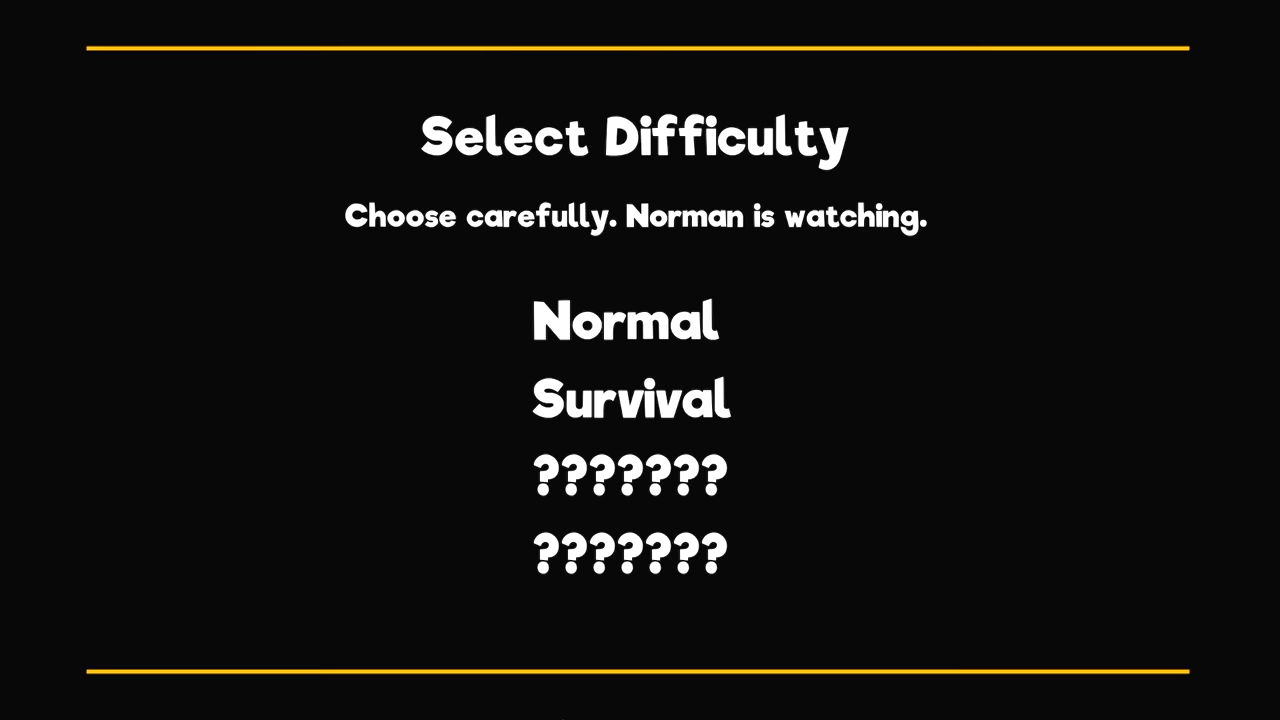 Select Difficulty
Choose carefully. Norman is watching.
Normal
Survival
???????
???????